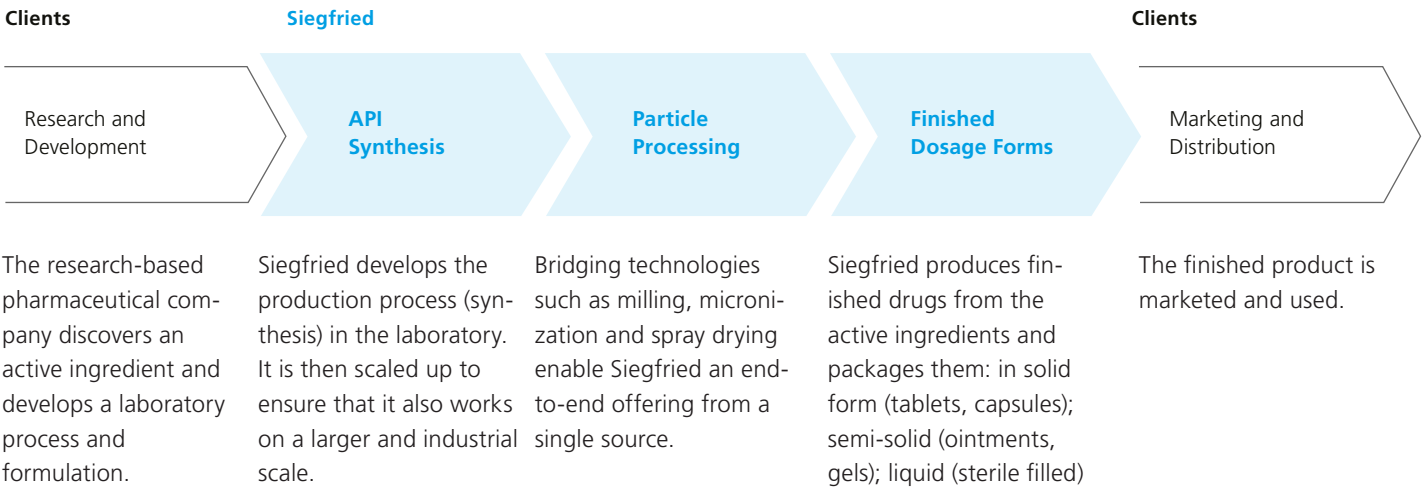 Clients
Siegfried
Clients
Research and
Development
API
Synthesis
Particle
Processing
Finished
Dosage Forms
Marketing and
Distribution
The research-based
pharmaceutical com-
pany discovers an
active ingredient and
develops a laboratory
process and
formulation.
Siegfried develops the
production process (syn-
thesis) in the laboratory.
It is then scaled up to
ensure that it also works
on a larger and industrial
scale.
Bridging technologies
such as milling, microni-
zation and spray drying
enable Siegfried an end-
to-end offering from a
single source.
Siegfried produces fin-
ished drugs from the
active ingredients and
packages them: in solid
form (tablets, capsules);
semi-solid (ointments,
gels); liquid (sterile filled)
The finished product is
marketed and used.